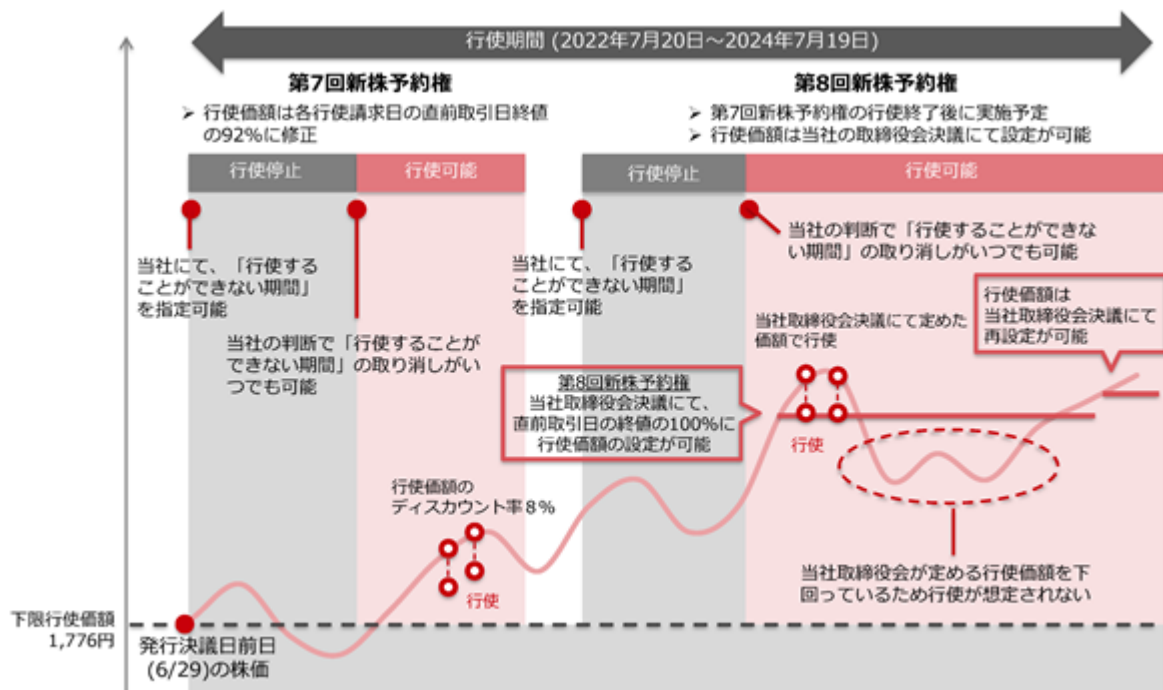 行使期間 (2022年7月20日～2024年7月19日)
第7回新株予約権
➢ 行使価額は各行使請求日の直前取引日終値
の92%に修正
第8回新株予約権
➢ 第7回新株予約権の行使終了後に実施予定
➢ 行使価額は当社の取締役会決議にて設定が可能
行使停止
行使可能
行使停止
行使可能
当社にて、「行使する
ことができない期間」
を指定可能
当社の判断で「行使することが
できない期間」の取り消しがい
つでも可能
当社にて、「行使する
ことができない期間」
を指定可能
当社の判断で「行使することができな
い期間」の取り消しがいつでも可能
行使価額は
当社取締役会決議にて
再設定が可能
当社取締役会決議にて定めた
価額で行使
第8回新株予約権
当社取締役会決議にて、
直前取引日の終値の100%に
行使価額の設定が可能
行使
行使価額の
ディスカウント率８%
行使
当社取締役会が定める行使価額を下
回っているため行使が想定されない
下限行使価額
1,776円
発行決議日前日
(6/29)の株価